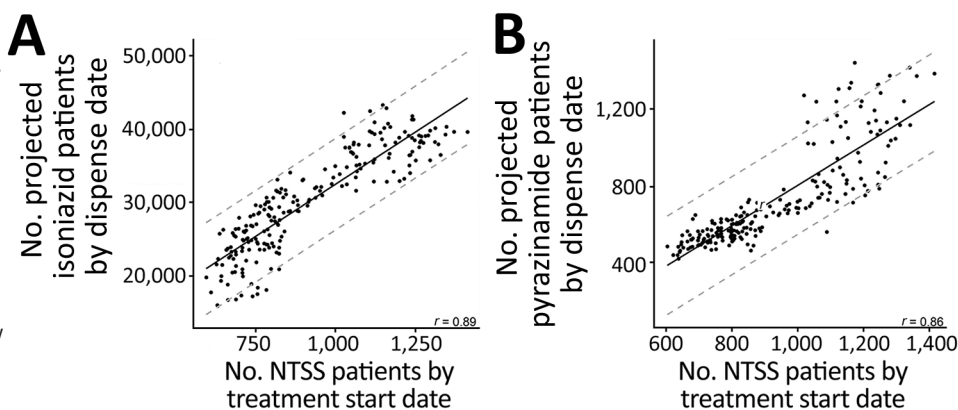 A
No. projected
isoniazid patients
by dispense date
50,000
40,000
30,000
20,000
750
1,000
1,250
r = 0.89
No. NTSS patients by
treatment start date
B
No. projected
pyrazinamide patients
by dispense date
1,200
800
400
600
800
1,000
1,200
1,400
r = 0.86
No. NTSS patients by
treatment start date